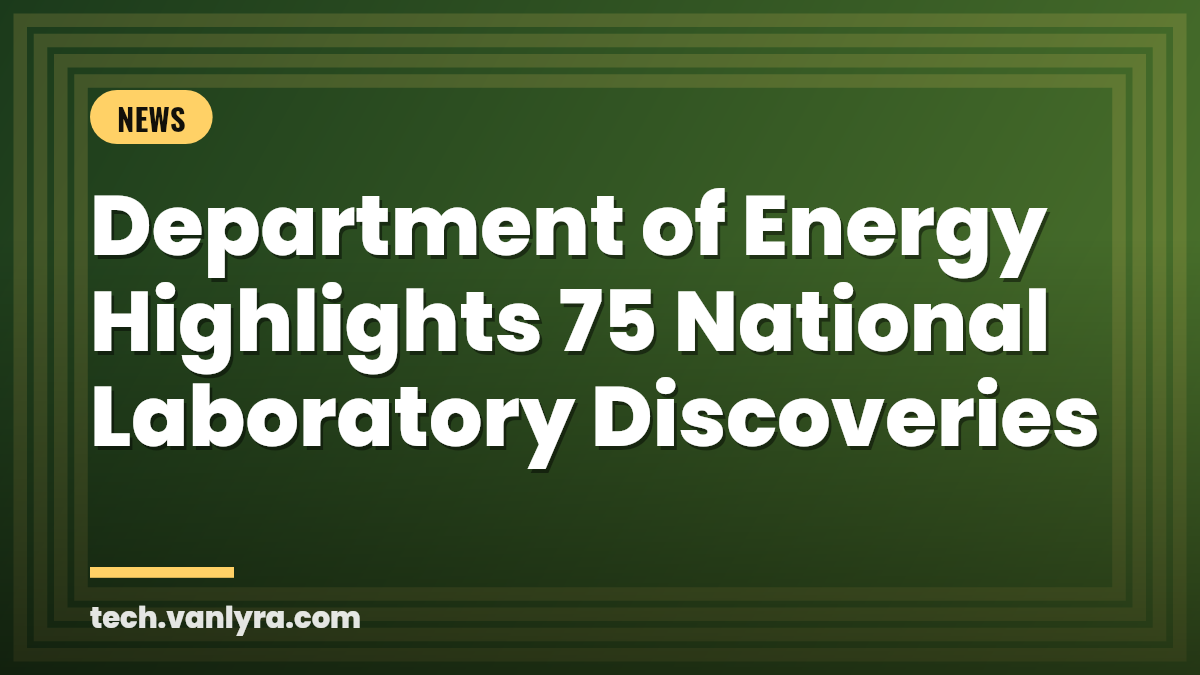 NEWS
Department of Energy
Highlights 75 National
Laboratory Discoveries
tech.vanlyra.com